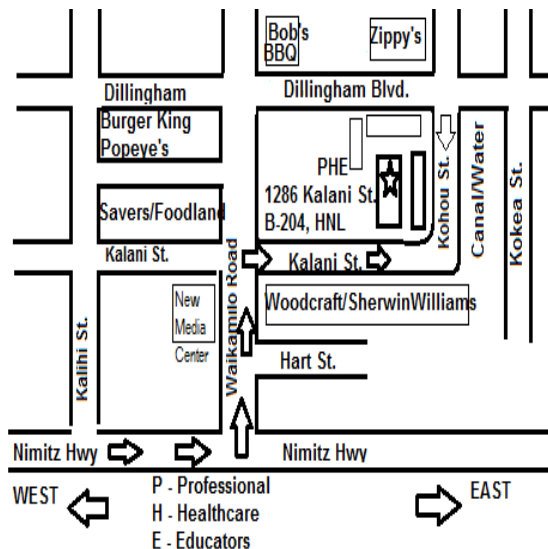 Bob's
BBQ
Zippy's
Dillingham
Dillingham Blvd.
Burger King
Popeye's
PHE
1286 Kalani St.
B-204, HNL
Kohou St.
Canal/Water
Kokea St.
Savers/Foodland
Kalani St.
Kalani St.
Waikamilo Road
New
Media
Center
Woodcraft/SherwinWilliams
Kalihi St.
Hart St.
Nimitz Hwy
Nimitz Hwy
WEST
EAST
P - Professional
H - Healthcare
E - Educators